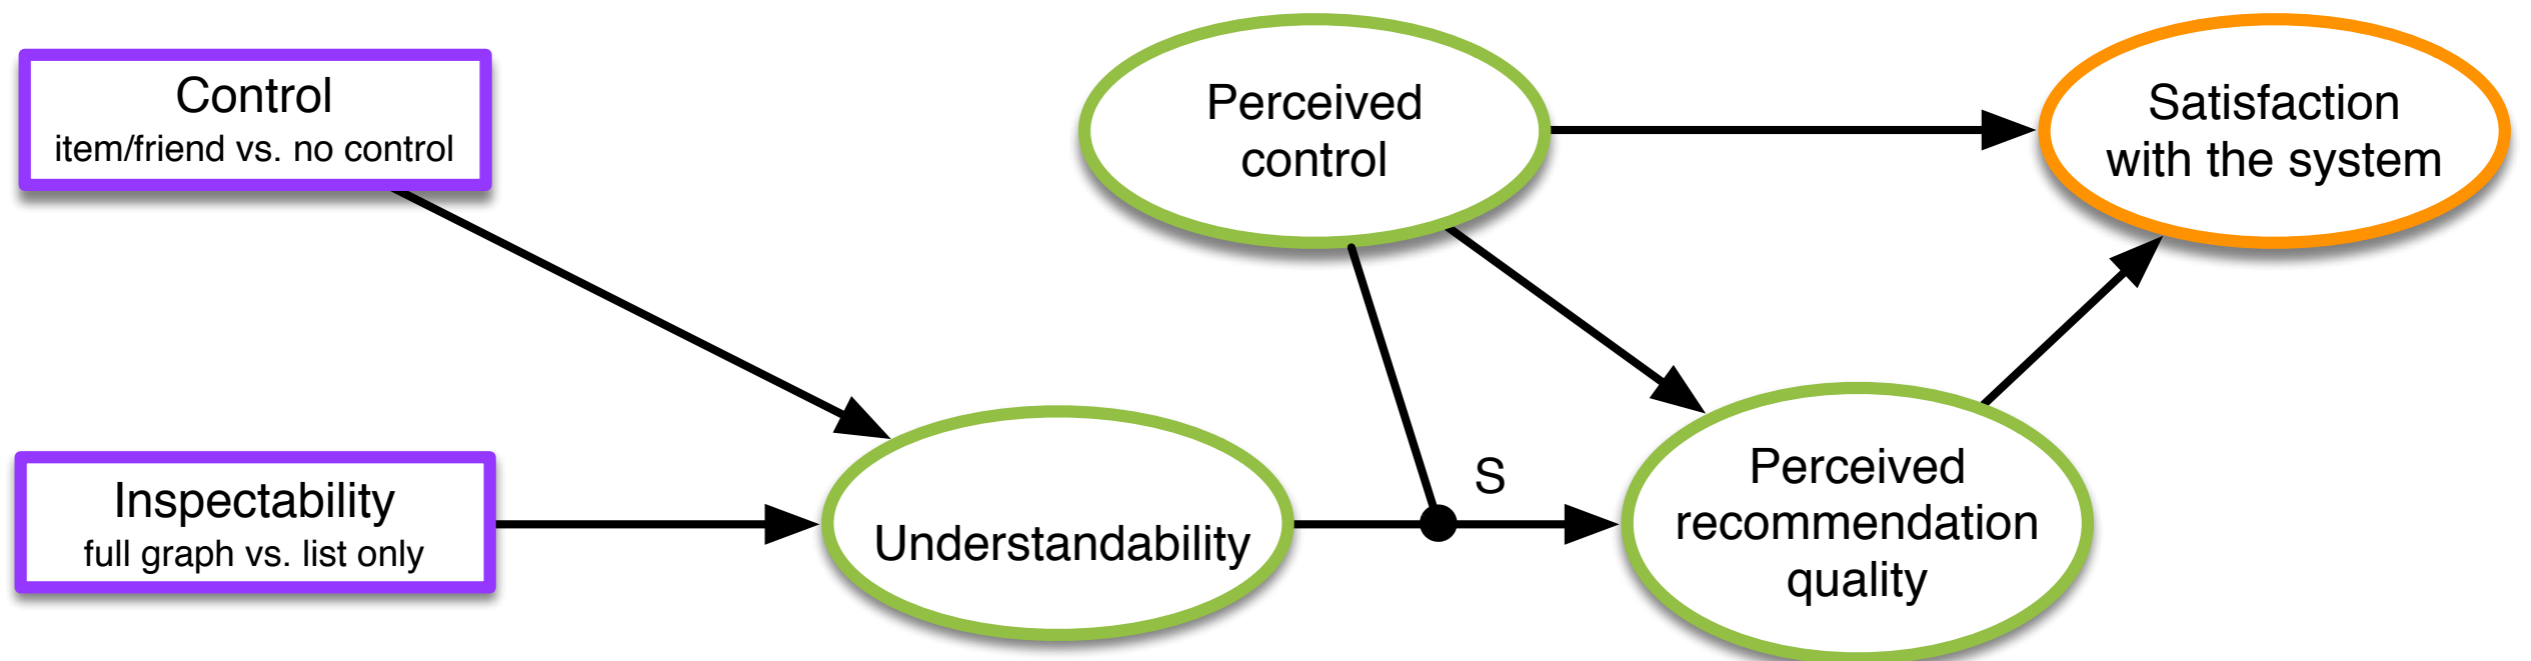 Control
item/friend vs. no control
Perceived
control
Satisfaction
with the system
Inspectability
full graph vs. list only
Understandability
S
Perceived
recommendation
quality